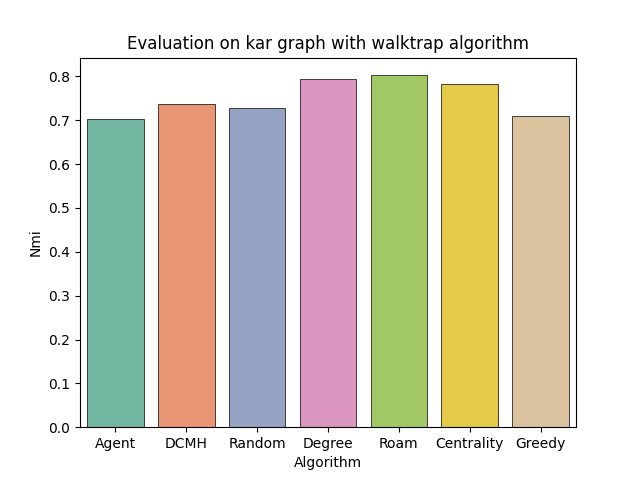 Evaluation on kar graph with walktrap algorithm
0.8
0.7
0.6
0.5
0.4
0.3
0.2
0.1
0.0
Nmi
Agent DCMH Random Degree Roam Centrality Greedy
Algorithm